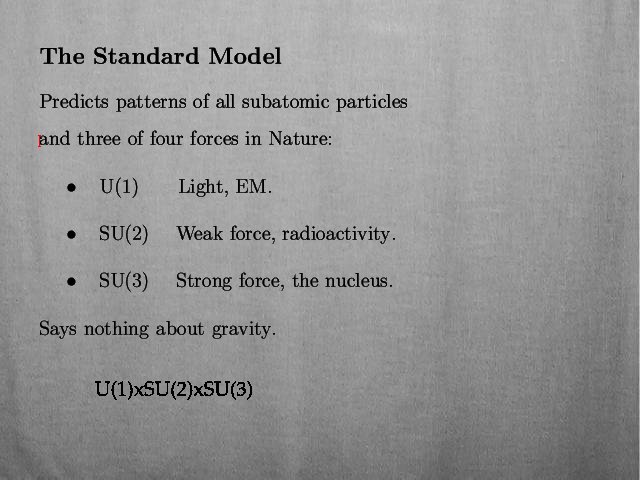 The Standard Model
Predicts patterns of all subatomic particles
and three of four forces in Nature:
• U(1) Light, EM.
• SU(2) Weak force, radioactivity.
• SU(3) Strong force, the nucleus.
Says nothing about gravity.
U(1)xSU(2)xSU(3)